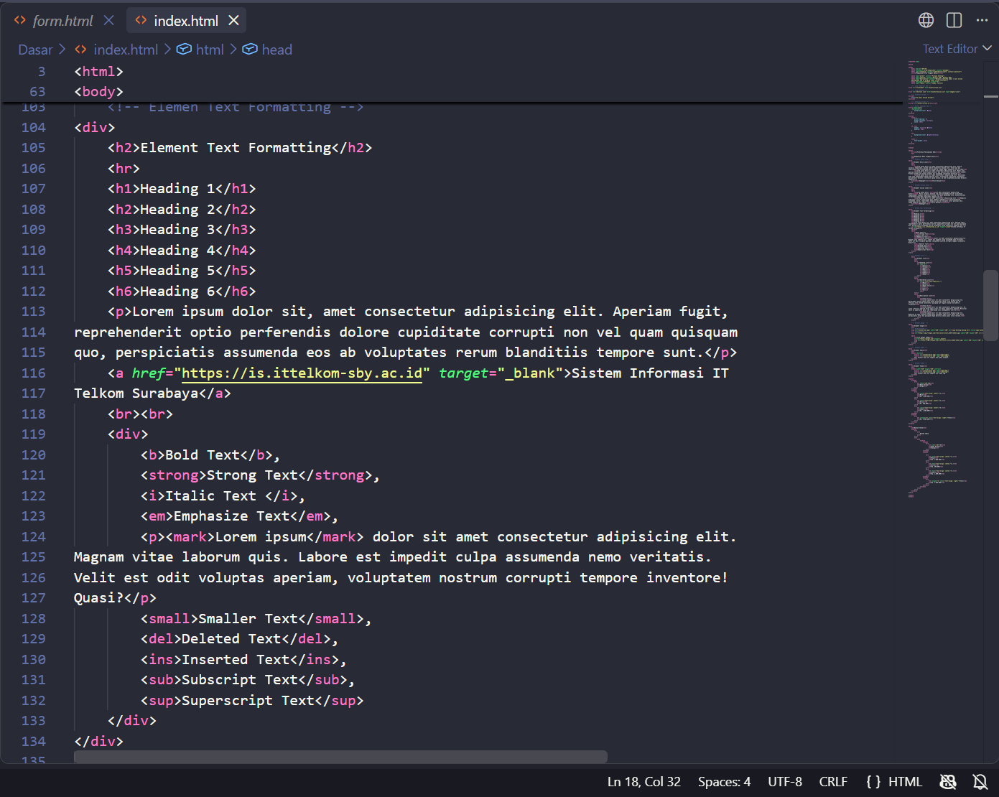 form.html
index.html
Dasar > index.html > html > head
Text Editor
3 <html>
63 <body>
103 <!-- Elemen Text Formatting -->
104 <div>
105 <h2>Element Text Formatting</h2>
106 <hr>
107 <h1>Heading 1</h1>
108 <h2>Heading 2</h2>
109 <h3>Heading 3</h3>
110 <h4>Heading 4</h4>
111 <h5>Heading 5</h5>
112 <h6>Heading 6</h6>
113 <p>Lorem ipsum dolor sit, amet consectetur adipisicing elit. Aperiam fugit,
114 reprehenderit optio perferendis dolore cupiditate corrupti non vel quam quisquam
115 quo, perspiciatis assumenda eos ab voluptates rerum blanditiis tempore sunt.</p>
116 <a href="https://is.ittelkom-sby.ac.id" target="_blank">Sistem Informasi IT
117 Telkom Surabaya</a>
118 <br><br>
119 <div>
120 <b>Bold Text</b>,
121 <strong>Strong Text</strong>,
122 <i>Italic Text </i>,
123 <em>Emphasize Text</em>,
124 <p><mark>Lorem ipsum</mark> dolor sit amet consectetur adipisicing elit.
125 Magnam vitae laborum quis. Labore est impedit culpa assumenda nemo veritatis.
126 Velit est odit voluptas aperiam, voluptatem nostrum corrupti tempore inventore!
127 Quasi?</p>
128 <small>Smaller Text</small>,
129 <del>Deleted Text</del>,
130 <ins>Inserted Text</ins>,
131 <sub>Subscript Text</sub>,
132 <sup>Superscript Text</sup>
133 </div>
134 </div>
135
Ln 18, Col 32 Spaces: 4 UTF-8 CRLF {} HTML